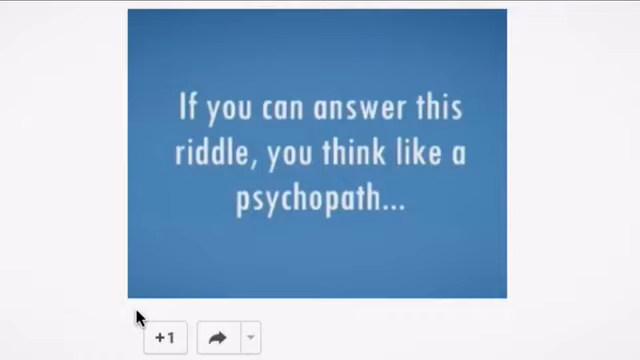 If you can answer this
riddle, you think like a
psychopath...
+1